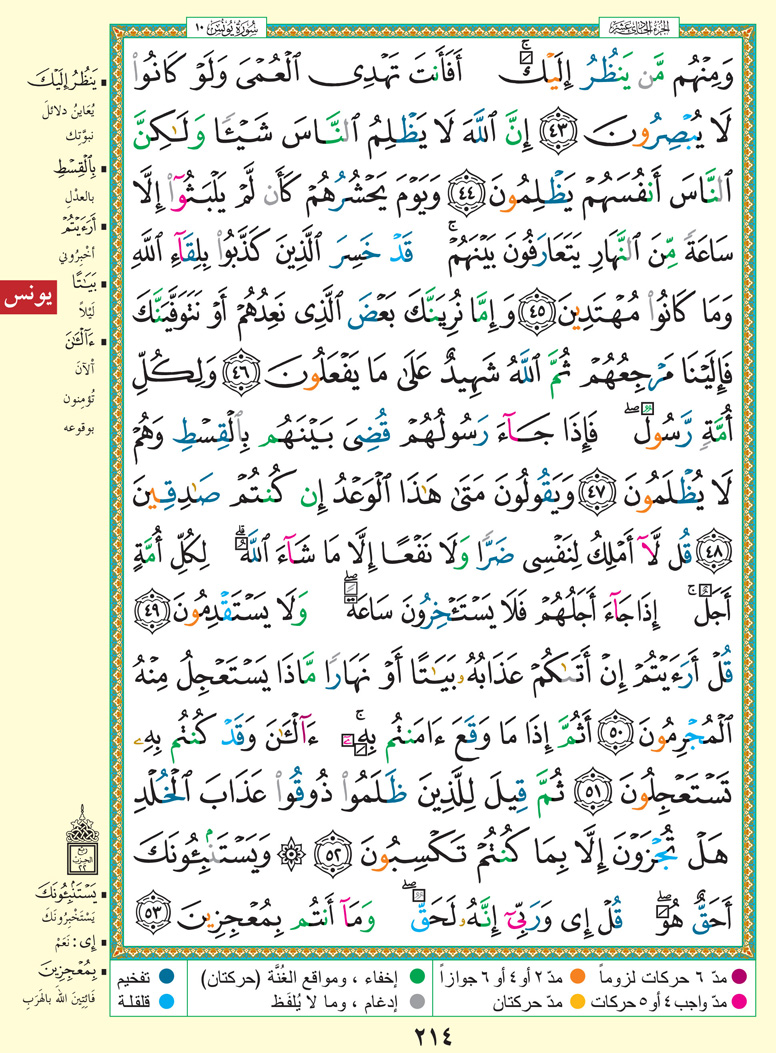 الجزء الحادي عشر
سورة يونس ١٠
وَمِنْهُم مَّن يَنظُرُ إِلَيْكَ ۚ أَفَأَنتَ تَهْدِى ٱلْعُمْىَ وَلَوْ كَانُوا۟
لَا يُبْصِرُونَ ٤٣ إِنَّ ٱللَّهَ لَا يَظْلِمُ ٱلنَّاسَ شَيْـًٔا وَلَـٰكِنَّ
ٱلنَّاسَ أَنفُسَهُمْ يَظْلِمُونَ ٤٤ وَيَوْمَ يَحْشُرُهُمْ كَأَن لَّمْ يَلْبَثُوٓا۟ إِلَّا
سَاعَةً مِّنَ ٱلنَّهَارِ يَتَعَارَفُونَ بَيْنَهُمْ ۚ قَدْ خَسِرَ ٱلَّذِينَ كَذَّبُوا۟ بِلِقَآءِ ٱللَّهِ
وَمَا كَانُوا۟ مُهْتَدِينَ ٤٥ وَإِمَّا نُرِيَنَّكَ بَعْضَ ٱلَّذِى نَعِدُهُمْ أَوْ نَتَوَفَّيَنَّكَ
فَإِلَيْنَا مَرْجِعُهُمْ ثُمَّ ٱللَّهُ شَهِيدٌ عَلَىٰ مَا يَفْعَلُونَ ٤٦ وَلِكُلِّ
أُمَّةٍ رَّسُولٌ ۖ فَإِذَا جَآءَ رَسُولُهُمْ قُضِىَ بَيْنَهُم بِٱلْقِسْطِ وَهُمْ
لَا يُظْلَمُونَ ٤٧ وَيَقُولُونَ مَتَىٰ هَـٰذَا ٱلْوَعْدُ إِن كُنتُمْ صَـٰدِقِينَ
٤٨ قُل لَّآ أَمْلِكُ لِنَفْسِى ضَرًّا وَلَا نَفْعًا إِلَّا مَا شَآءَ ٱللَّهُ ۗ لِكُلِّ أُمَّةٍ
أَجَلٌ ۚ إِذَا جَآءَ أَجَلُهُمْ فَلَا يَسْتَـْٔخِرُونَ سَاعَةً ۖ وَلَا يَسْتَقْدِمُونَ ٤٩
قُلْ أَرَءَيْتُمْ إِنْ أَتَىٰكُمْ عَذَابُهُۥ بَيَـٰتًا أَوْ نَهَارًا مَّاذَا يَسْتَعْجِلُ مِنْهُ
ٱلْمُجْرِمُونَ ٥٠ أَثُمَّ إِذَا مَا وَقَعَ ءَامَنتُم بِهِۦٓ ۚ ءَآلْـَٔـٰنَ وَقَدْ كُنتُم بِهِۦ
تَسْتَعْجِلُونَ ٥١ ثُمَّ قِيلَ لِلَّذِينَ ظَلَمُوا۟ ذُوقُوا۟ عَذَابَ ٱلْخُلْدِ
هَلْ تُجْزَوْنَ إِلَّا بِمَا كُنتُمْ تَكْسِبُونَ ٥٢ ۞ وَيَسْتَنۢبِـُٔونَكَ
أَحَقٌّ هُوَ ۖ قُلْ إِى وَرَبِّىٓ إِنَّهُۥ لَحَقٌّ ۖ وَمَآ أَنتُم بِمُعْجِزِينَ ٥٣
يَنظُرُ إِلَيْكَ
يُعَاينُ دلائلَ
نبوّتِك
بِٱلْقِسْطِ
بالعدْلِ
أَرَءَيْتُمْ
أخبِرُوني
بَيَـٰتًا
لَيْلاً
ءَآلْـَٔـٰنَ
آلآنَ
تُؤمِنون
بوقوعه
يونس
ربع
الحزب
٢٢
يَسْتَنۢبِـُٔونَكَ
يَسْتَخْبِرُونَكَ
إِى : نَعَمْ
بِمُعْجِزِينَ
فَائِتِينَ الله بالهَرَبِ
مدّ ٦ حركات لزوماً مدّ ٢ أو ٤ أو ٦ جوازاً إخفاء ، ومواقع الغُنَّة (حركتان) تفخيم
مدّ واجب ٤ أو ٥ حركات مدّ حركتان إدغام ، وما لا يُلفَظ قلقلة
٢١٤